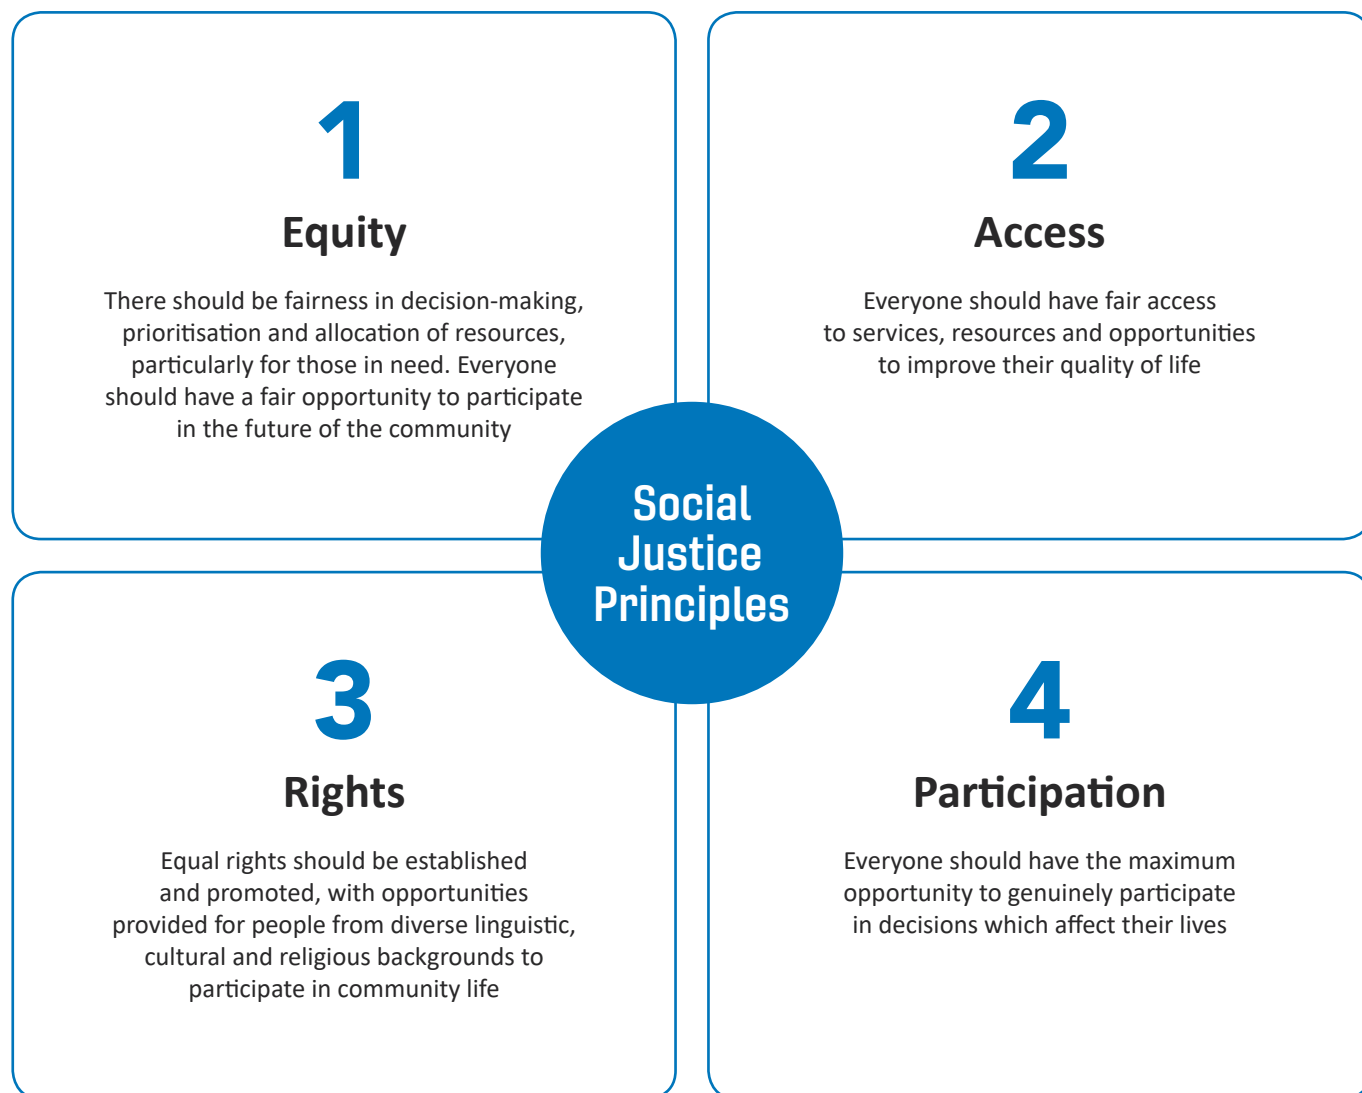 1
Equity
There should be fairness in decision-making,
prioritisation and allocation of resources,
particularly for those in need. Everyone
should have a fair opportunity to participate
in the future of the community
2
Access
Everyone should have fair access
to services, resources and opportunities
to improve their quality of life
Social
Justice
Principles
3
Rights
Equal rights should be established
and promoted, with opportunities
provided for people from diverse linguistic,
cultural and religious backgrounds to
participate in community life
4
Participation
Everyone should have the maximum
opportunity to genuinely participate
in decisions which affect their lives